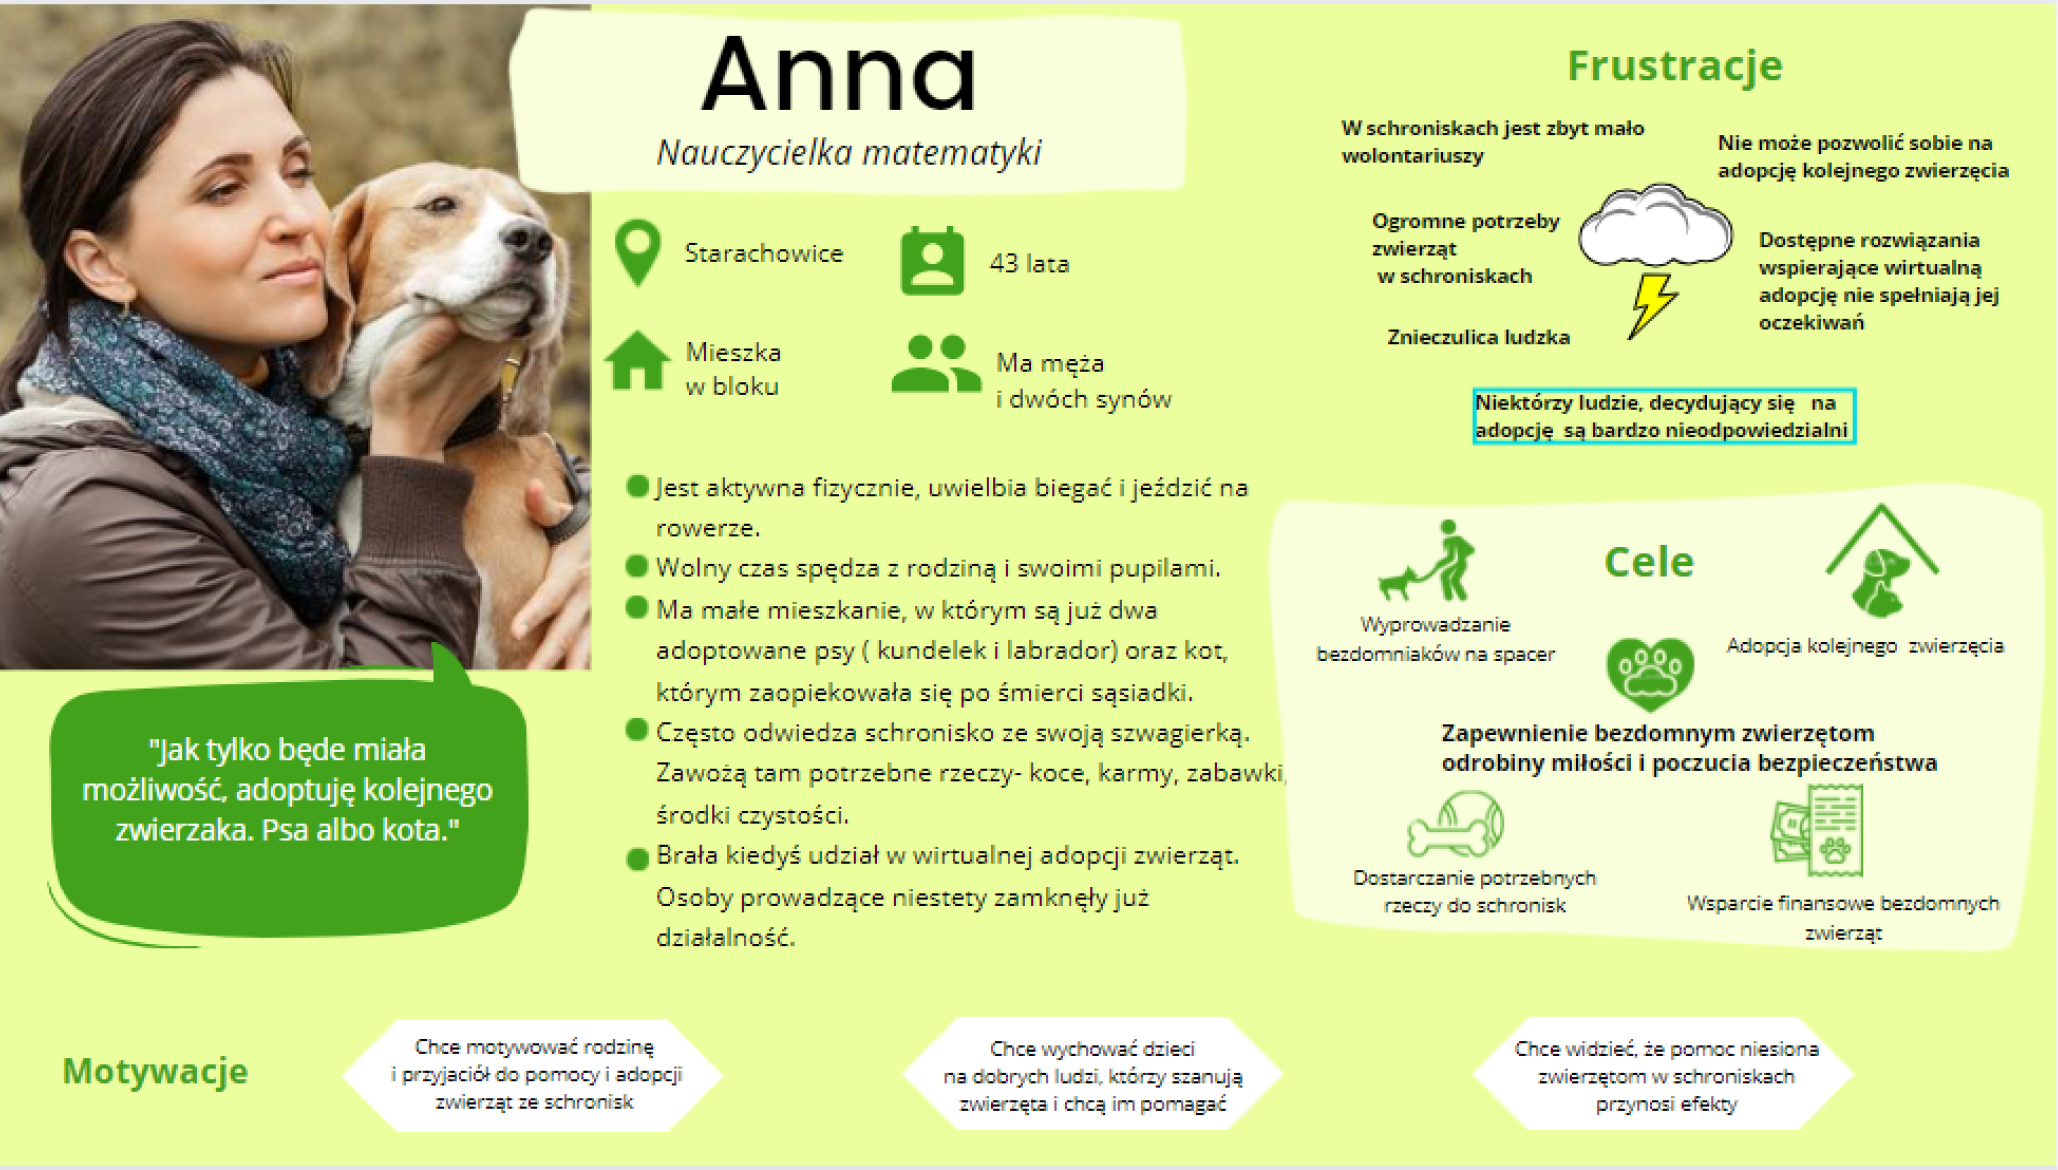 Anna
Nauczycielka matematyki
Starachowice
43 lata
Mieszka
w bloku
Ma męża
i dwóch synów
Jest aktywna fizycznie, uwielbia biegać i jeździć na
rowerze.
Wolny czas spędza z rodziną i swoimi pupilami.
Ma małe mieszkanie, w którym są już dwa
adoptowane psy ( kundelek i labrador) oraz kot,
którym zaopiekowała się po śmierci sąsiadki.
Często odwiedza schronisko ze swoją szwagierką.
Zawożą tam potrzebne rzeczy- koce, karmy, zabawki,
środki czystości.
Brała kiedyś udział w wirtualnej adopcji zwierząt.
Osoby prowadzące niestety zamknęły już
działalność.
"Jak tylko będe miała
możliwość, adoptuję kolejnego
zwierzaka. Psa albo kota."
Frustracje
W schroniskach jest zbyt mało
wolontariuszy
Nie może pozwolić sobie na
adopcję kolejnego zwierzęcia
Ogromne potrzeby
zwierząt
w schroniskach
Dostępne rozwiązania
wspierające wirtualną
adopcję nie spełniają jej
oczekiwań
Znieczulica ludzka
Niektórzy ludzie, decydujący się na
adopcję są bardzo nieodpowiedzialni
Cele
Wyprowadzanie
bezdomniaków na spacer
Adopcja kolejnego zwierzęcia
Zapewnienie bezdomnym zwierzętom
odrobiny miłości i poczucia bezpieczeństwa
Dostarczanie potrzebnych
rzeczy do schronisk
Wsparcie finansowe bezdomnych
zwierząt
Motywacje
Chce motywować rodzinę
i przyjaciół do pomocy i adopcji
zwierząt ze schronisk
Chce wychować dzieci
na dobrych ludzi, którzy szanują
zwierzęta i chcą im pomagać
Chce widzieć, że pomoc niesiona
zwierzętom w schroniskach
przynosi efekty